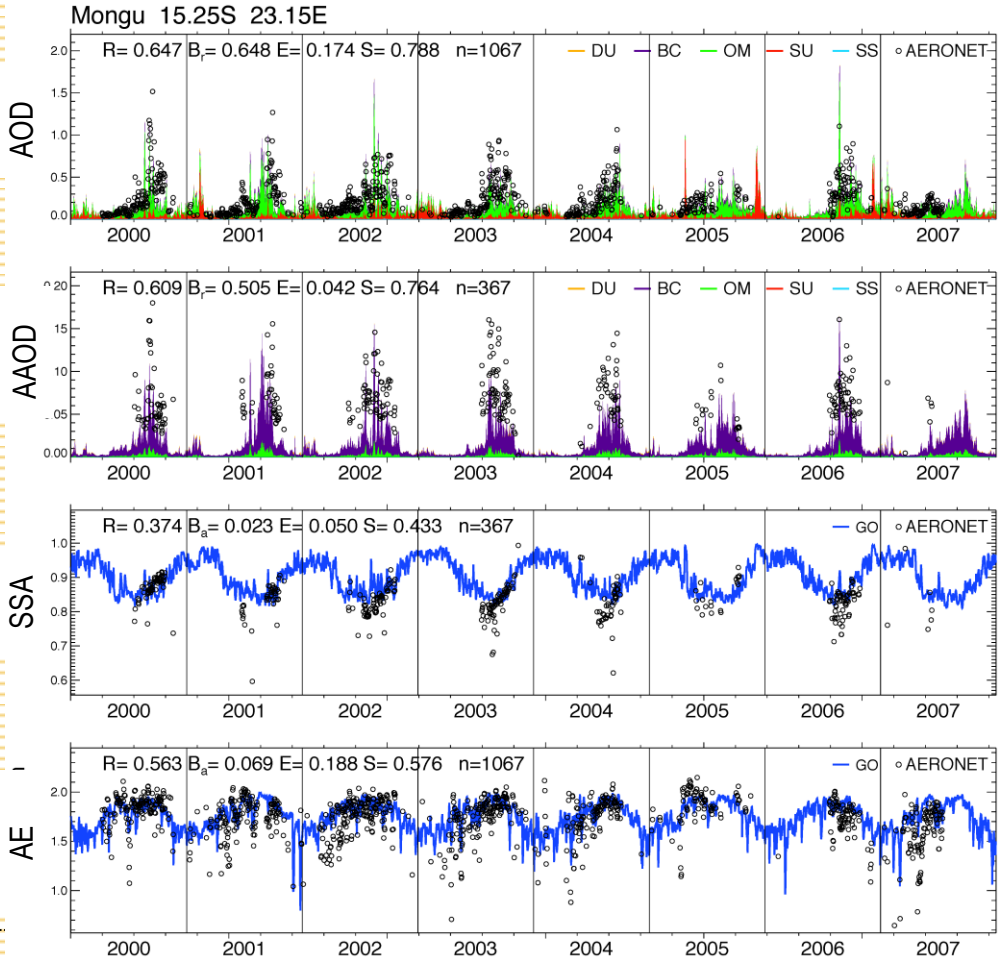 Mongu 15.25S 23.15E
AOD
R= 0.647 Br= 0.648 E= 0.174 S= 0.788 n=1067
DU BC OM SU SS AERONET
2.0
1.5
1.0
0.5
0.0
2000 2001 2002 2003 2004 2005 2006 2007
AAOD
R= 0.609 Br= 0.505 E= 0.042 S= 0.764 n=367
DU BC OM SU SS AERONET
20
15
10
.05
0.00
2000 2001 2002 2003 2004 2005 2006 2007
SSA
R= 0.374 Ba= 0.023 E= 0.050 S= 0.433 n=367
GO AERONET
1.0
0.9
0.8
0.7
0.6
2000 2001 2002 2003 2004 2005 2006 2007
AE
R= 0.563 Ba= 0.069 E= 0.188 S= 0.576 n=1067
GO AERONET
2.0
1.5
1.0
2000 2001 2002 2003 2004 2005 2006 2007